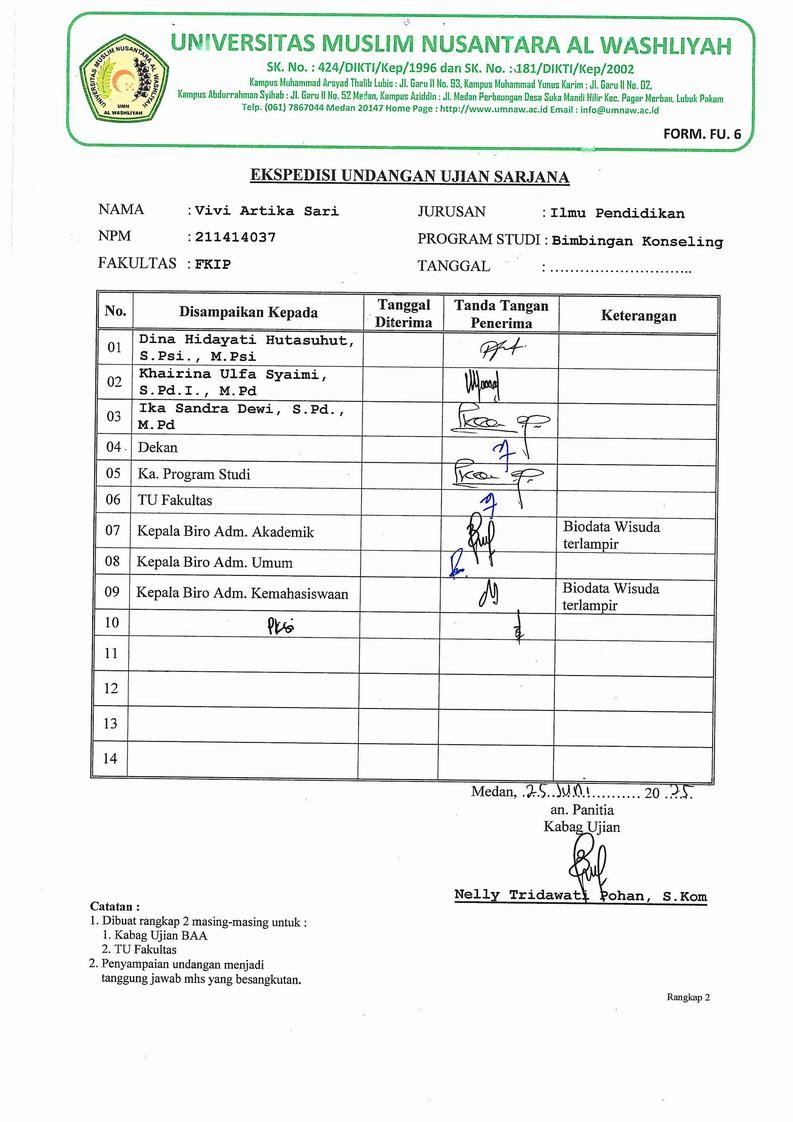 UNIVERSITAS MUSLIM NUSANTARA AL WASHLIYAH
SK. No. : 424/DIKTI/Kep/1996 dan SK. No. :.181/DIKTI/Kep/2002
Kampus Muhammad Arsyad Thalib Lubis : Jl. Garu II No. 93, Kampus Muhammad Yunus Karim : Jl. Garu II No. 02,
Kampus Abdurrahman Syihab : Jl. Garu II No. 52 Medan, Kampus Aziddin : Jl. Medan Perbaungan Desa Suka Mandi Hilir Kec. Pagar Merbau, Lubuk Pakam
Telp. (061) 7867044 Medan 20147 Home Page : http://www.umnaw.ac.id Email : info@umnaw.ac.id
UNIVERSITAS MUSLIM NUSANTARA AL WASHLIYAH
UMN
AL WASHLIYAH
FORM. FU. 6
EKSPEDISI UNDANGAN UJIAN SARJANA
NAMA : Vivi Artika Sari JURUSAN : Ilmu Pendidikan
NPM : 211414037 PROGRAM STUDI : Bimbingan Konseling
FAKULTAS : FKIP TANGGAL : ................................
No. Disampaikan Kepada Tanggal Diterima Tanda Tangan Penerima Keterangan
01 Dina Hidayati Hutasuhut, S.Psi., M.Psi
02 Khairina Ulfa Syaimi, S.Pd.I., M.Pd
03 Ika Sandra Dewi, S.Pd., M.Pd
04 Dekan
05 Ka. Program Studi
06 TU Fakultas
07 Kepala Biro Adm. Akademik Biodata Wisuda terlampir
08 Kepala Biro Adm. Umum
09 Kepala Biro Adm. Kemahasiswaan Biodata Wisuda terlampir
10
11
12
13
14
Medan, .25. JUNI .......... 20 .25.
an. Panitia
Kabag Ujian
Nelly Tridawati Pohan, S.Kom
Catatan :
1. Dibuat rangkap 2 masing-masing untuk :
1. Kabag Ujian BAA
2. TU Fakultas
2. Penyampaian undangan menjadi
tanggung jawab mhs yang besangkutan.
Rangkap 2